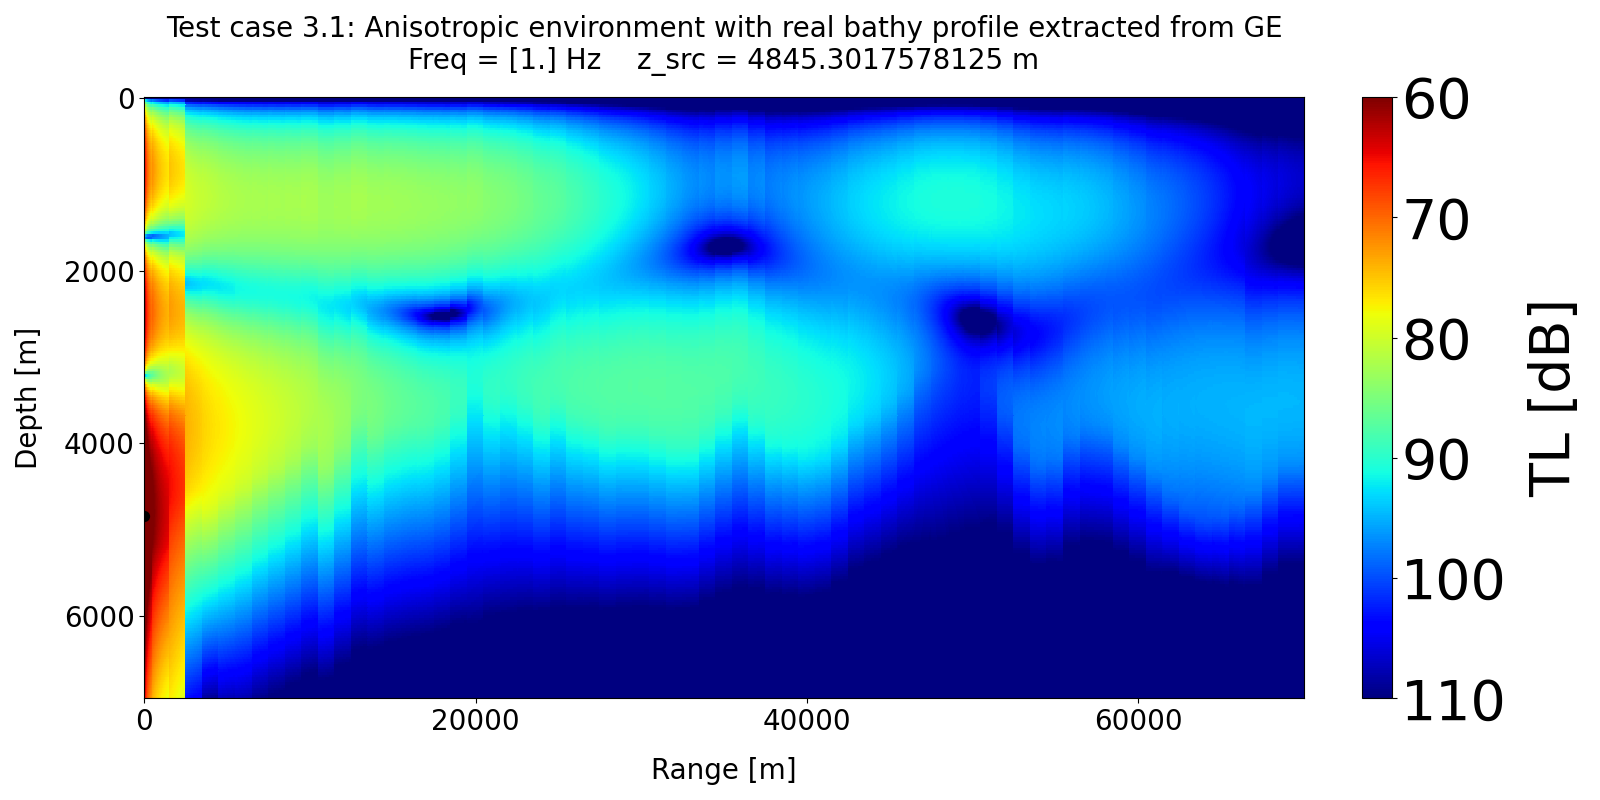 Test case 3.1: Anisotropic environment with real bathy profile extracted from GE
Freq = [1.] Hz    z_src = 4845.3017578125 m
0
2000
4000
6000
Depth [m]
0
20000
40000
60000
Range [m]
60
70
80
90
100
110
TL [dB]